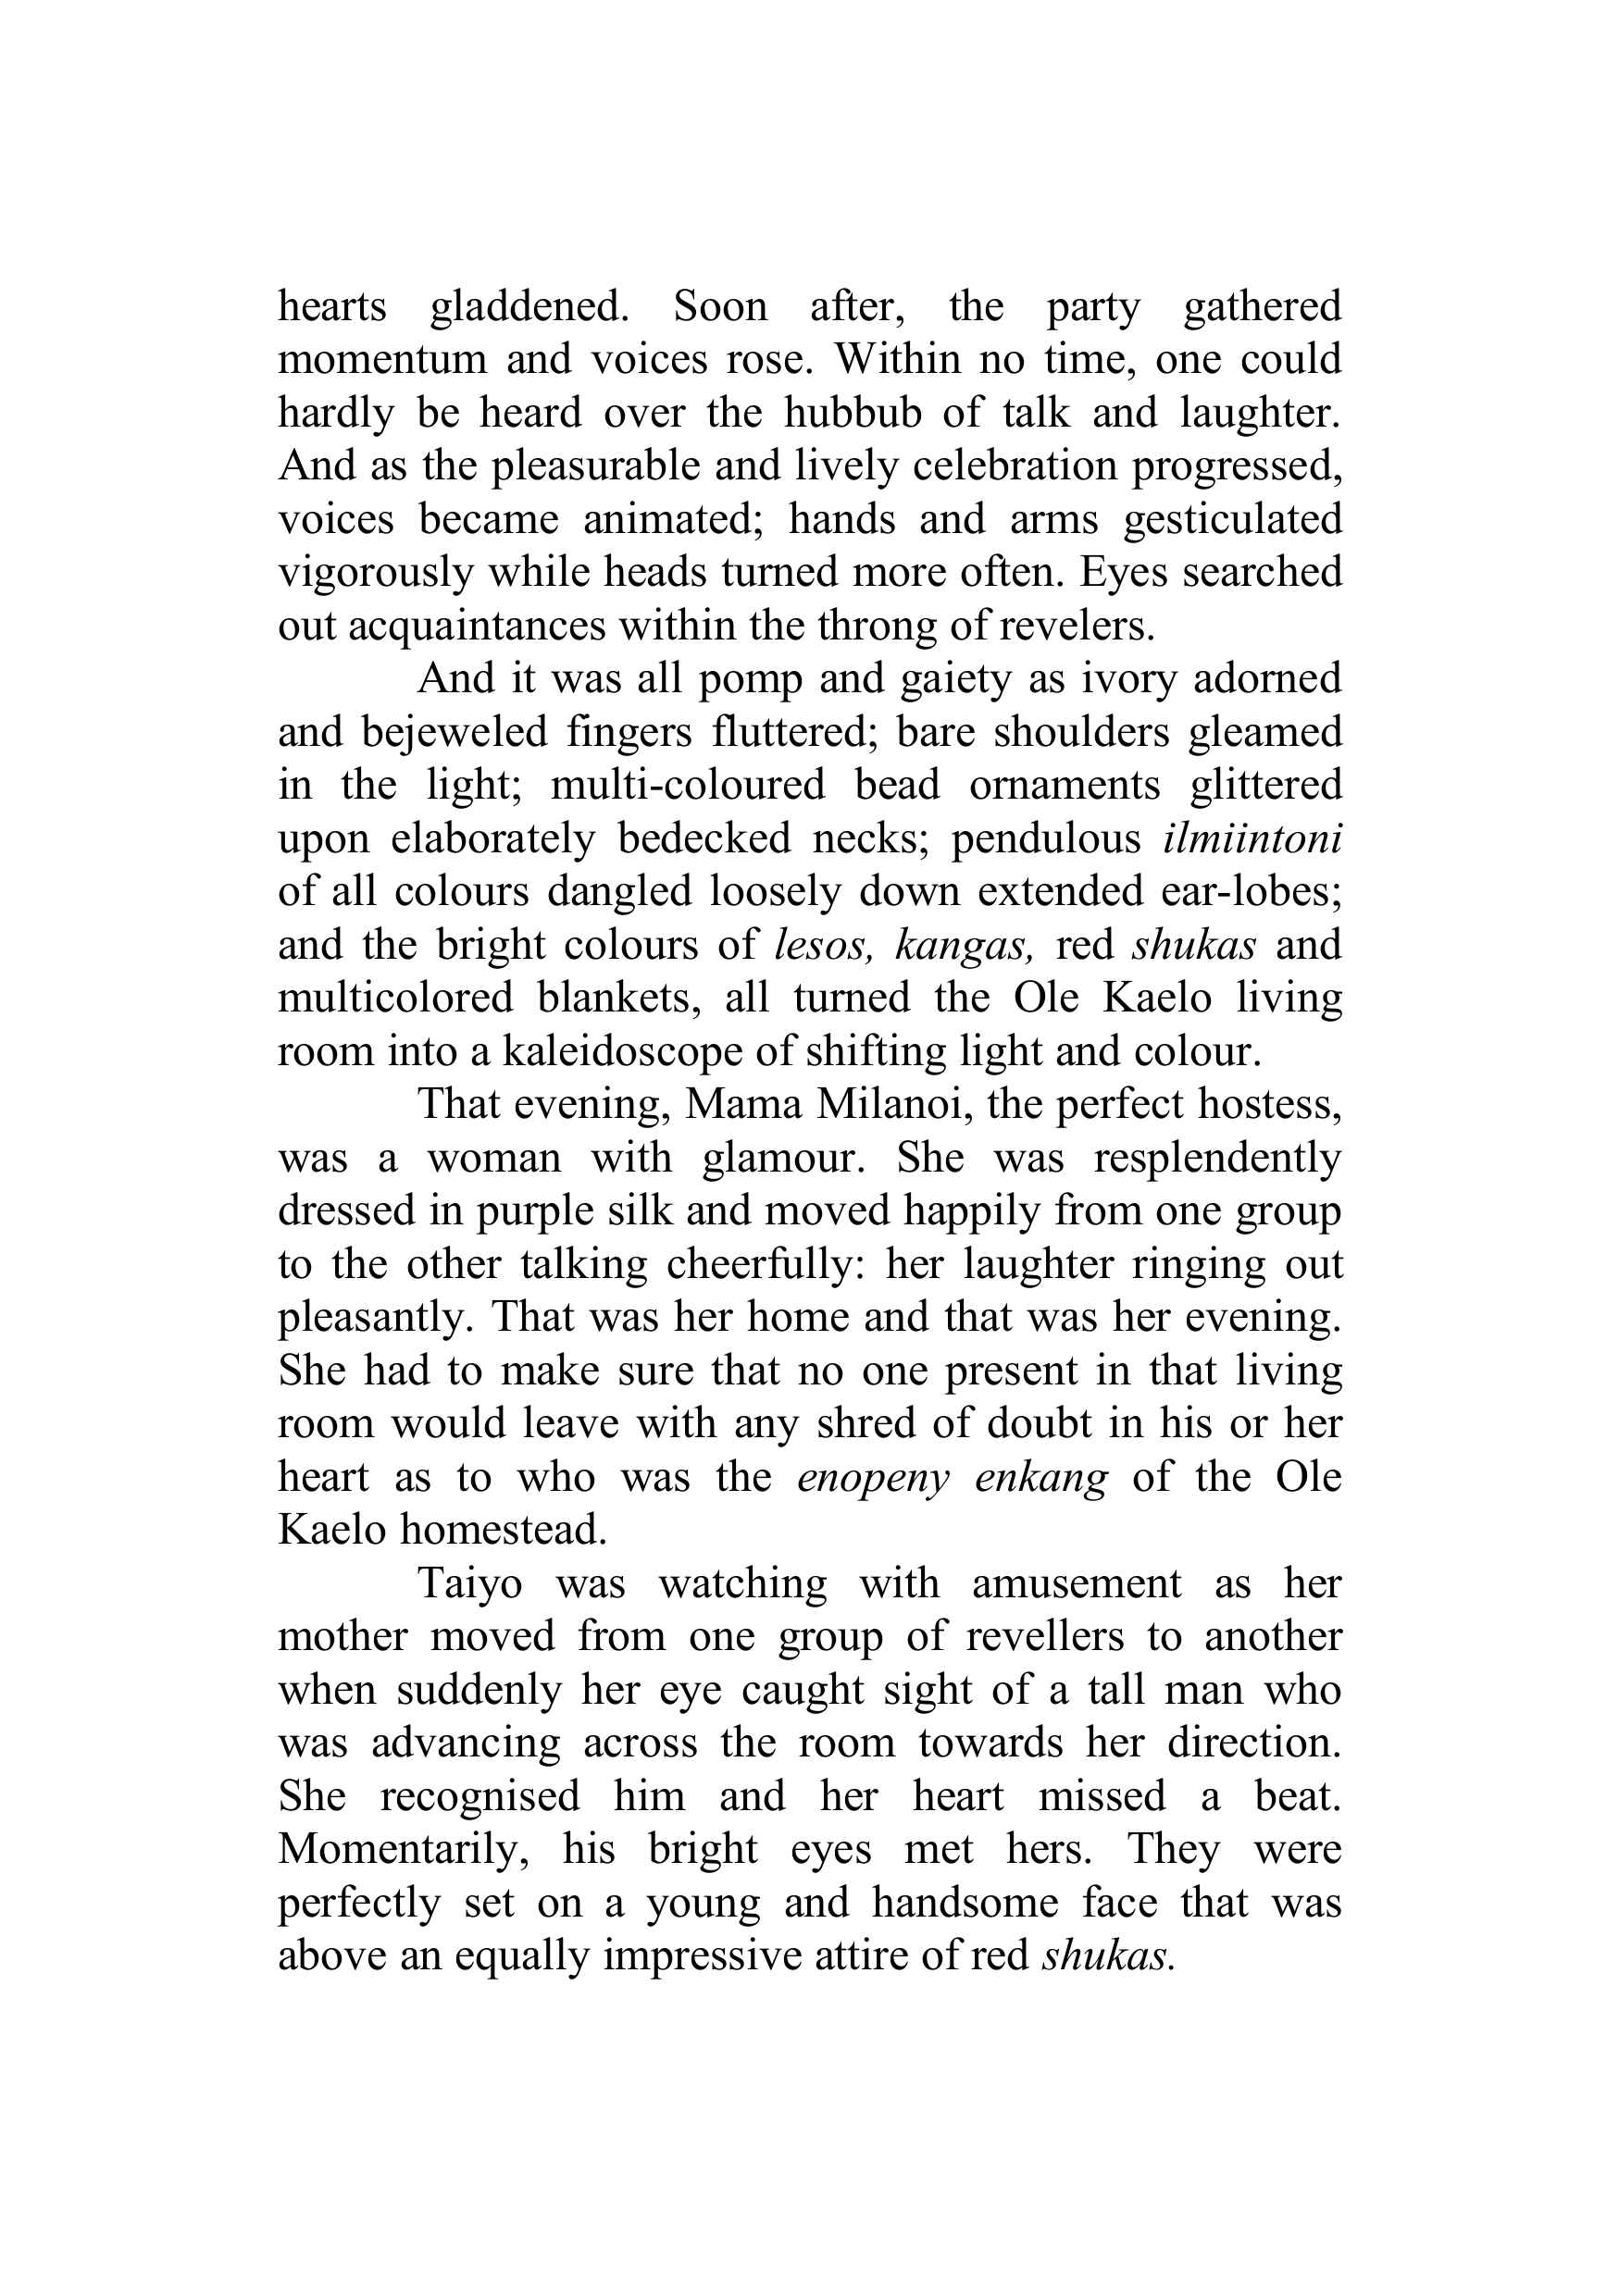 hearts gladdened. Soon after, the party gathered
momentum and voices rose. Within no time, one could
hardly be heard over the hubbub of talk and laughter.
And as the pleasurable and lively celebration progressed,
voices became animated; hands and arms gesticulated
vigorously while heads turned more often. Eyes searched
out acquaintances within the throng of revelers.
And it was all pomp and gaiety as ivory adorned
and bejeweled fingers fluttered; bare shoulders gleamed
in the light; multi-coloured bead ornaments glittered
upon elaborately bedecked necks; pendulous ilmiintoni
of all colours dangled loosely down extended ear-lobes;
and the bright colours of lesos, kangas, red shukas and
multicolored blankets, all turned the Ole Kaelo living
room into a kaleidoscope of shifting light and colour.
That evening, Mama Milanoi, the perfect hostess,
was a woman with glamour. She was resplendently
dressed in purple silk and moved happily from one group
to the other talking cheerfully: her laughter ringing out
pleasantly. That was her home and that was her evening.
She had to make sure that no one present in that living
room would leave with any shred of doubt in his or her
heart as to who was the enopeny enkang of the Ole
Kaelo homestead.
Taiyo was watching with amusement as her
mother moved from one group of revellers to another
when suddenly her eye caught sight of a tall man who
was advancing across the room towards her direction.
She recognised him and her heart missed a beat.
Momentarily, his bright eyes met hers. They were
perfectly set on a young and handsome face that was
above an equally impressive attire of red shukas.